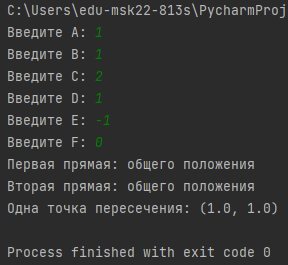 C:\Users\edu-msk22-813s\PycharmProj
Введите A: 1
Введите B: 1
Введите C: 2
Введите D: 1
Введите E: -1
Введите F: 0
Первая прямая: общего положения
Вторая прямая: общего положения
Одна точка пересечения: (1.0, 1.0)
Process finished with exit code 0